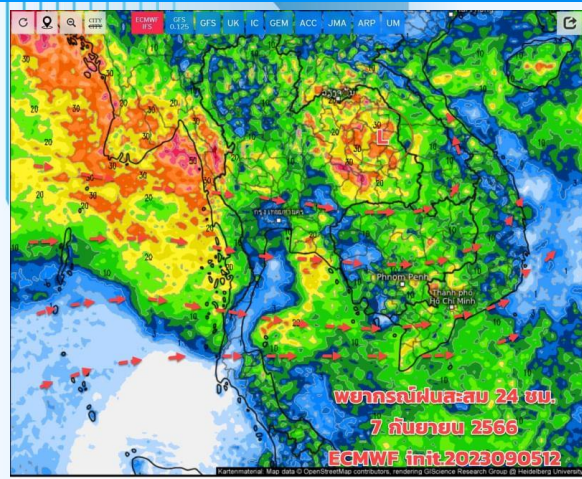 CITY
CITY
ECMWF IFS
GFS 0.125
GFS
UK
IC
GEM
ACC
JMA
ARP
UM
L
กรุงเทพมหานคร
Phnom Penh
Thành phố
Hồ Chí Minh
พยากรณ์ฝนสะสม 24 ชม.
7 กันยายน 2566
ECMWF init.2023090512
Kartenmaterial: Map data © OpenStreetMap contributors, rendering GIScience Research Group @ Heidelberg University